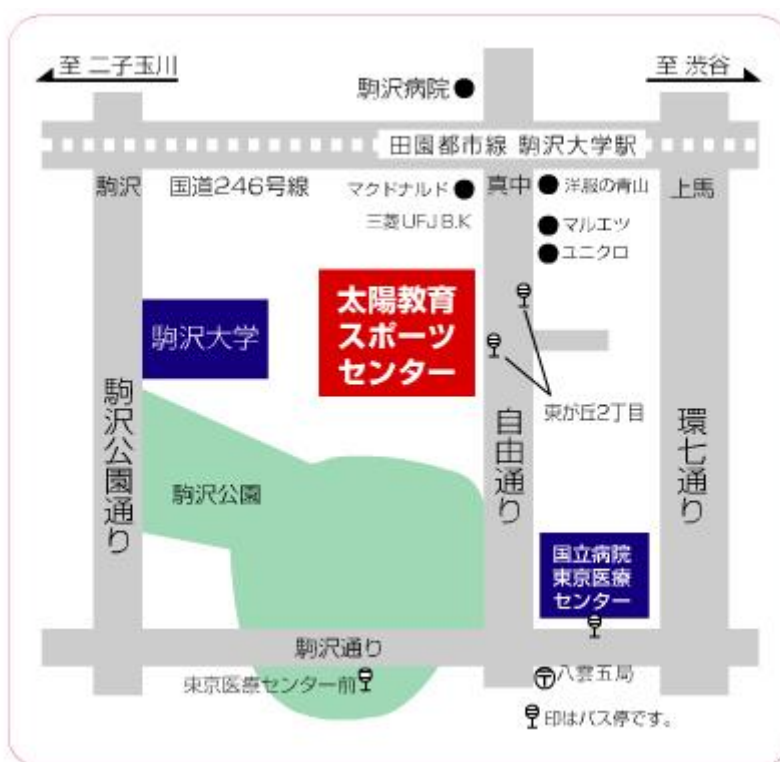 至 二子玉川
至 渋谷
駒沢病院
田園都市線 駒沢大学駅
駒沢
国道246号線
マクドナルド
真中
洋服の青山
上馬
三菱UFJ B.K
マルエツ
ユニクロ
太陽教育
スポーツ
センター
駒沢大学
東が丘2丁目
駒沢公園通り
自由通り
環七通り
駒沢公園
国立病院
東京医療
センター
駒沢通り
東京医療センター前
〒八雲五局
印はバス停です。